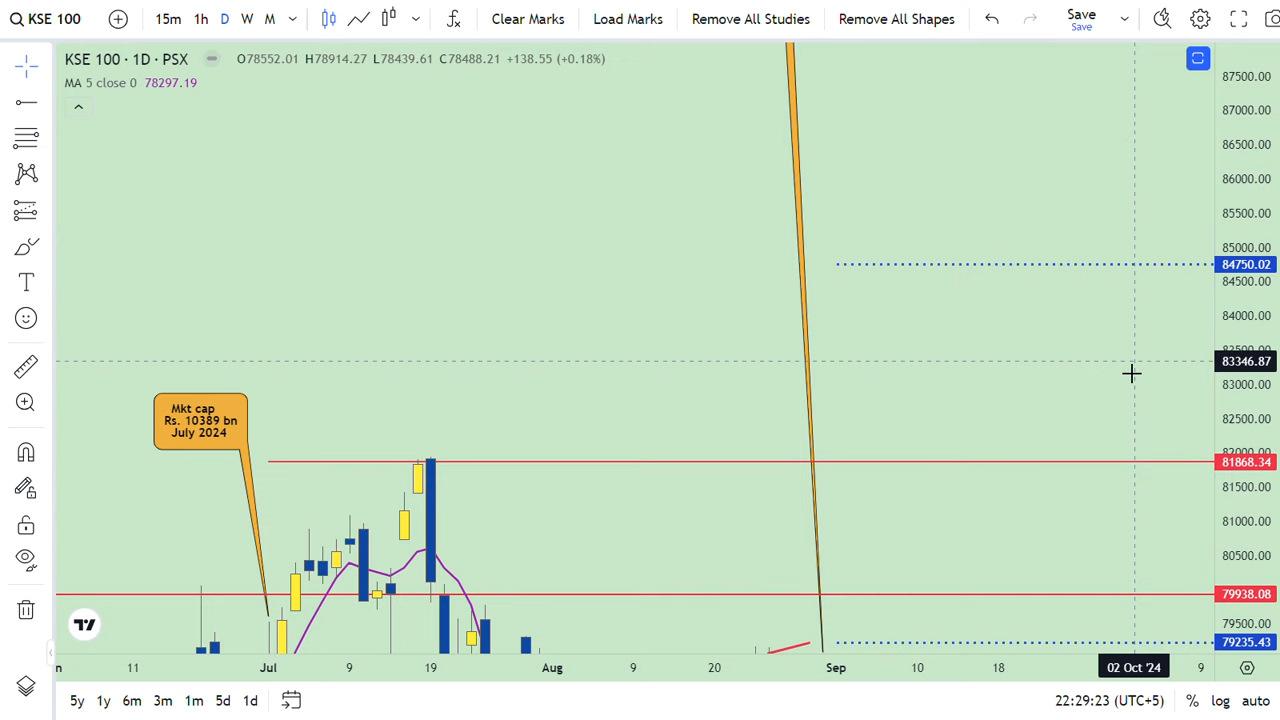 KSE 100 15m 1h D W M Clear Marks Load Marks Remove All Studies Remove All Shapes Save
Save
KSE 100 · 1D · PSX O78552.01 H78914.27 L78439.61 C78488.21 +138.55 (+0.18%)
MA 5 close 0 78297.19
87500.00
87000.00
86500.00
86000.00
85500.00
85000.00
84750.02
84500.00
84000.00
83500.00
83346.87
83000.00
82500.00
82000.00
81868.34
81500.00
81000.00
80500.00
79938.08
79500.00
79235.43
Mkt cap
Rs. 10389 bn
July 2024
n 11 Jul 9 19 Aug 9 20 Sep 10 18 02 Oct '24 9
5y 1y 6m 3m 1m 5d 1d 22:29:23 (UTC+5) % log auto